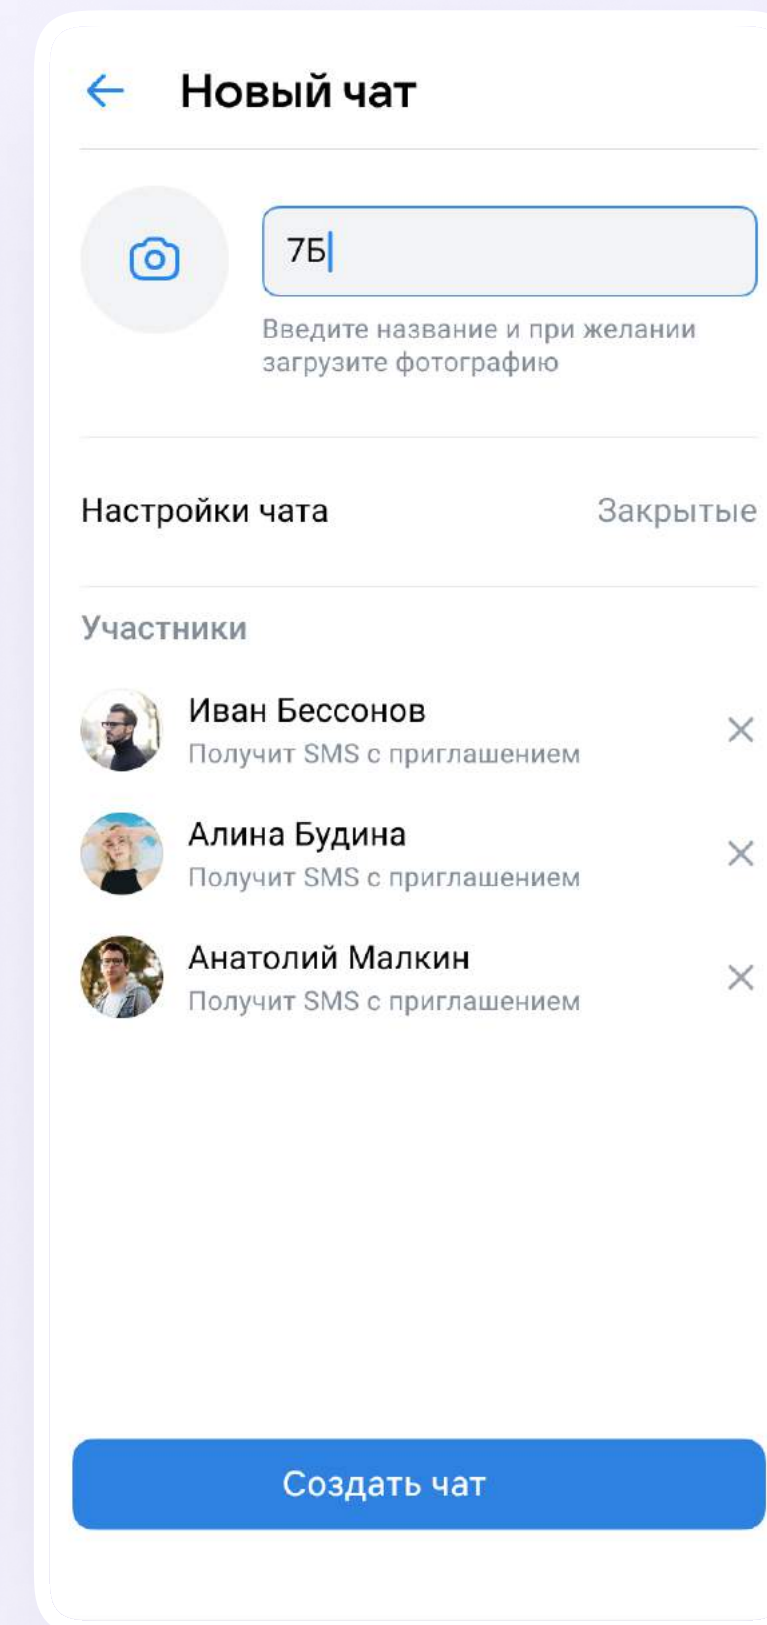 Новый чат
7Б
Введите название и при желании
загрузите фотографию
Настройки чата Закрытые
Участники
Иван Бессонов
Получит SMS с приглашением
Алина Будина
Получит SMS с приглашением
Анатолий Малкин
Получит SMS с приглашением
Создать чат